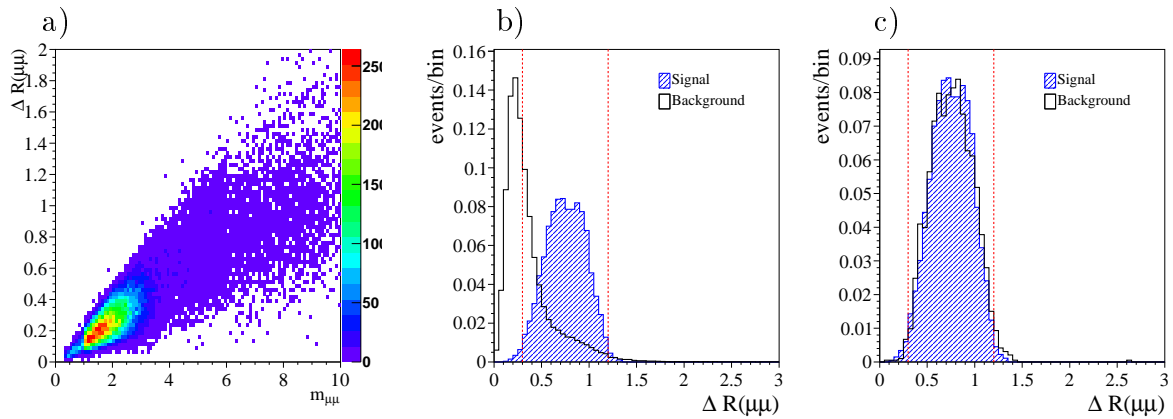 a)
Δ R(μμ)
2
1.8
1.6
1.4
1.2
1
0.8
0.6
0.4
0.2
0
0 2 4 6 8 10
m_μμ
250
200
150
100
50
0
b)
events/bin
0.16
0.14
0.12
0.1
0.08
0.06
0.04
0.02
0
0 0.5 1 1.5 2 2.5 3
Δ R(μμ)
Signal
Background
c)
events/bin
0.09
0.08
0.07
0.06
0.05
0.04
0.03
0.02
0.01
0
0 0.5 1 1.5 2 2.5 3
Δ R(μμ)
Signal
Background